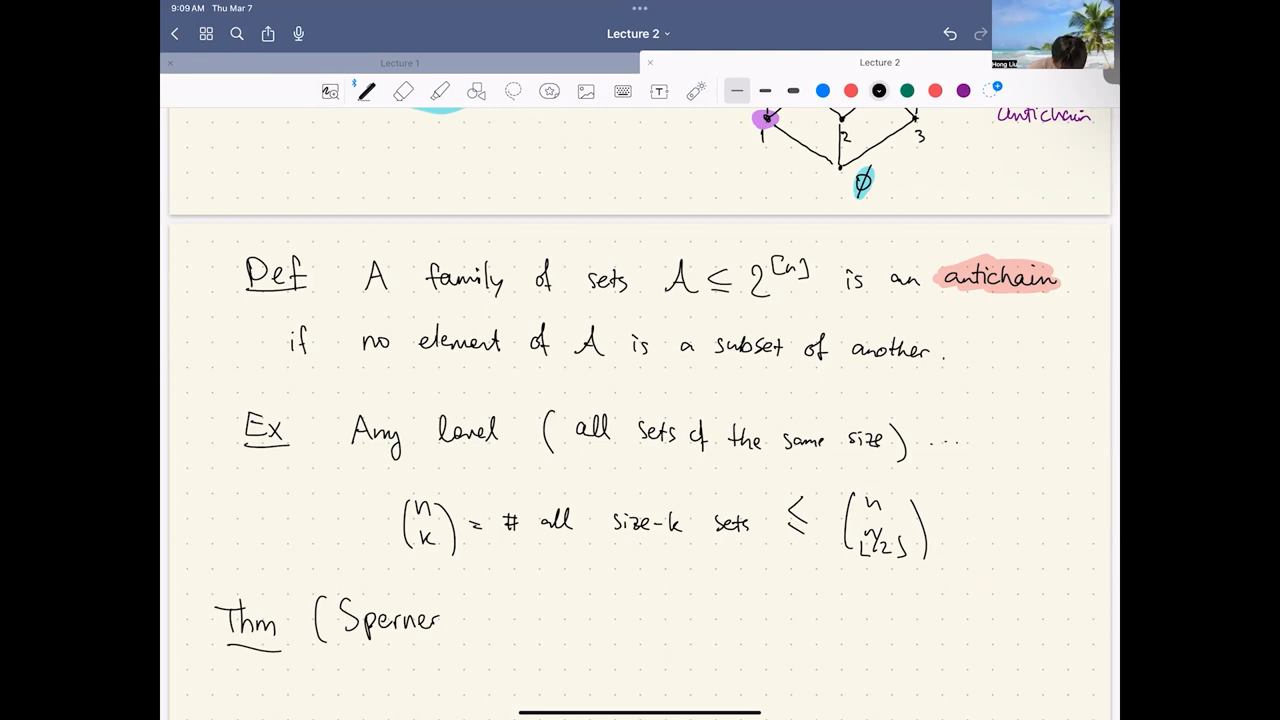 9:09 AM Thu Mar 7
Lecture 2
Lecture 1
Lecture 2
Hong Liu
antichain
1 2 3
∅
Def A family of sets 𝒜 ⊆ 2^[n] is an antichain
if no element of 𝒜 is a subset of another.
Ex Any level ( all sets of the same size ) ...
(n k) = # all size-k sets ≤ (n ⌊n/2⌋)
Thm ( Sperner